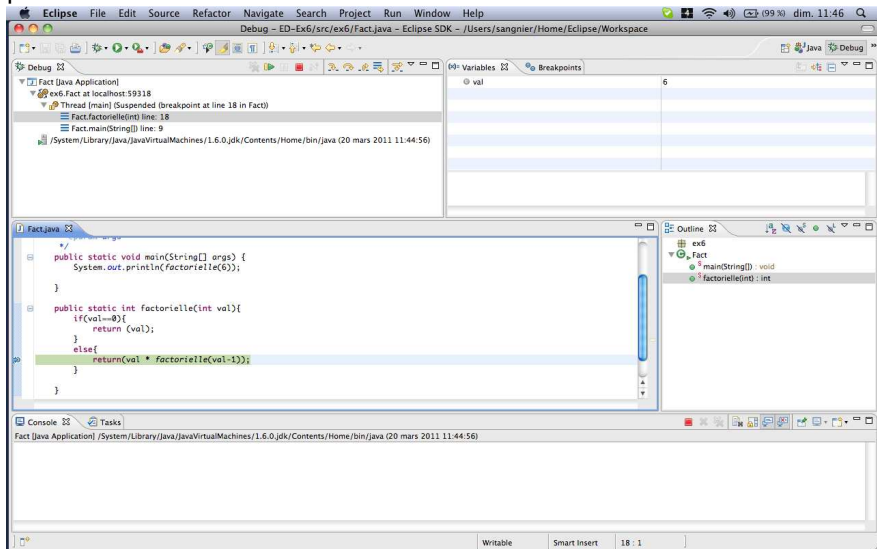 Eclipse File Edit Source Refactor Navigate Search Project Run Window Help (99 %) dim. 11:46
Debug – ED–Ex6/src/ex6/Fact.java – Eclipse SDK – /Users/sangnier/Home/Eclipse/Workspace
Java Debug
Debug
Fact [Java Application]
ex6.Fact at localhost:59318
Thread [main] (Suspended (breakpoint at line 18 in Fact))
Fact.factorielle(int) line: 18
Fact.main(String[]) line: 9
/System/Library/Java/JavaVirtualMachines/1.6.0.jdk/Contents/Home/bin/java (20 mars 2011 11:44:56)
Variables Breakpoints
val 6
Fact.java
*/
public static void main(String[] args) {
System.out.println(factorielle(6));
}
public static int factorielle(int val){
if(val==0){
return (val);
}
else{
return(val * factorielle(val-1));
}
}
Outline
ex6
Fact
main(String[]) : void
factorielle(int) : int
Console Tasks
Fact [Java Application] /System/Library/Java/JavaVirtualMachines/1.6.0.jdk/Contents/Home/bin/java (20 mars 2011 11:44:56)
Writable Smart Insert 18 : 1